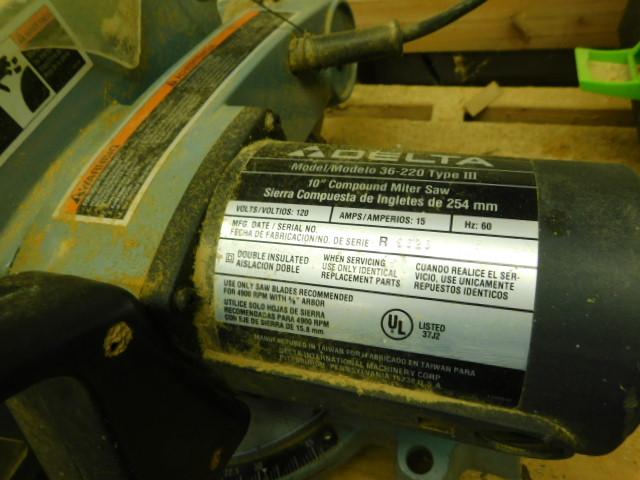 DELTA
Model/Modelo 36-220 Type III
10" Compound Miter Saw
Sierra Compuesta de Ingletes de 254 mm
VOLTS/VOLTIOS: 120 AMPS/AMPERIOS: 15 Hz: 60
MFG. DATE / SERIAL NO.
FECHA DE FABRICACION/NO. DE SERIE R
DOUBLE INSULATED
AISLACION DOBLE
WHEN SERVICING
USE ONLY IDENTICAL
REPLACEMENT PARTS
CUANDO REALICE EL SER-
VICIO, USE UNICAMENTE
REPUESTOS IDENTICOS
USE ONLY SAW BLADES RECOMMENDED
FOR 4900 RPM WITH ⅝" ARBOR
UTILICE SOLO HOJAS DE SIERRA
RECOMENDADAS PARA 4900 RPM
CON EJE DE SIERRA DE 15.8 mm
UL
LISTED
37J2
MANUFACTURED IN TAIWAN FOR/FABRICADO EN TAIWAN PARA
DELTA INTERNATIONAL MACHINERY CORP.
PITTSBURGH, PENNSYLVANIA 15238 U.S.A.